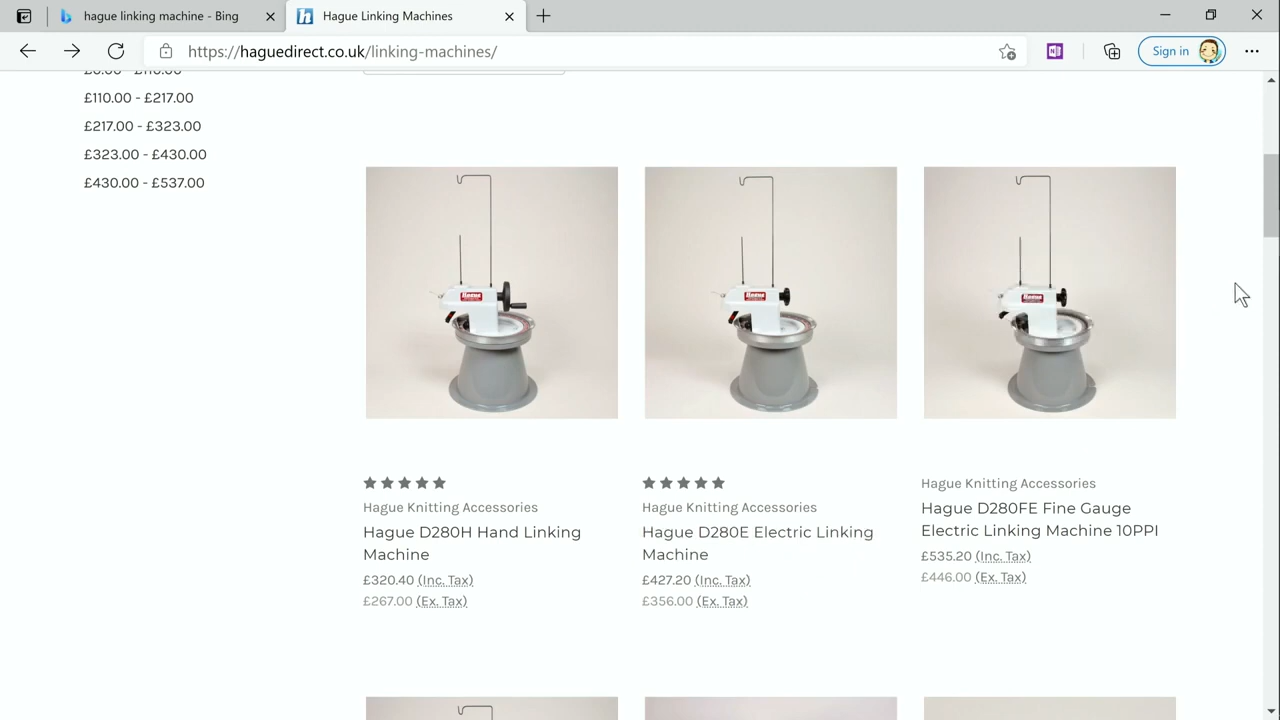 hague linking machine - Bing
Hague Linking Machines
https://haguedirect.co.uk/linking-machines/
Sign in
£110.00 - £217.00
£217.00 - £323.00
£323.00 - £430.00
£430.00 - £537.00
Hague
Hague
Hague
Hague Knitting Accessories
Hague D280H Hand Linking
Machine
£320.40 (Inc. Tax)
£267.00 (Ex. Tax)
Hague Knitting Accessories
Hague D280E Electric Linking
Machine
£427.20 (Inc. Tax)
£356.00 (Ex. Tax)
Hague Knitting Accessories
Hague D280FE Fine Gauge
Electric Linking Machine 10PPI
£535.20 (Inc. Tax)
£446.00 (Ex. Tax)